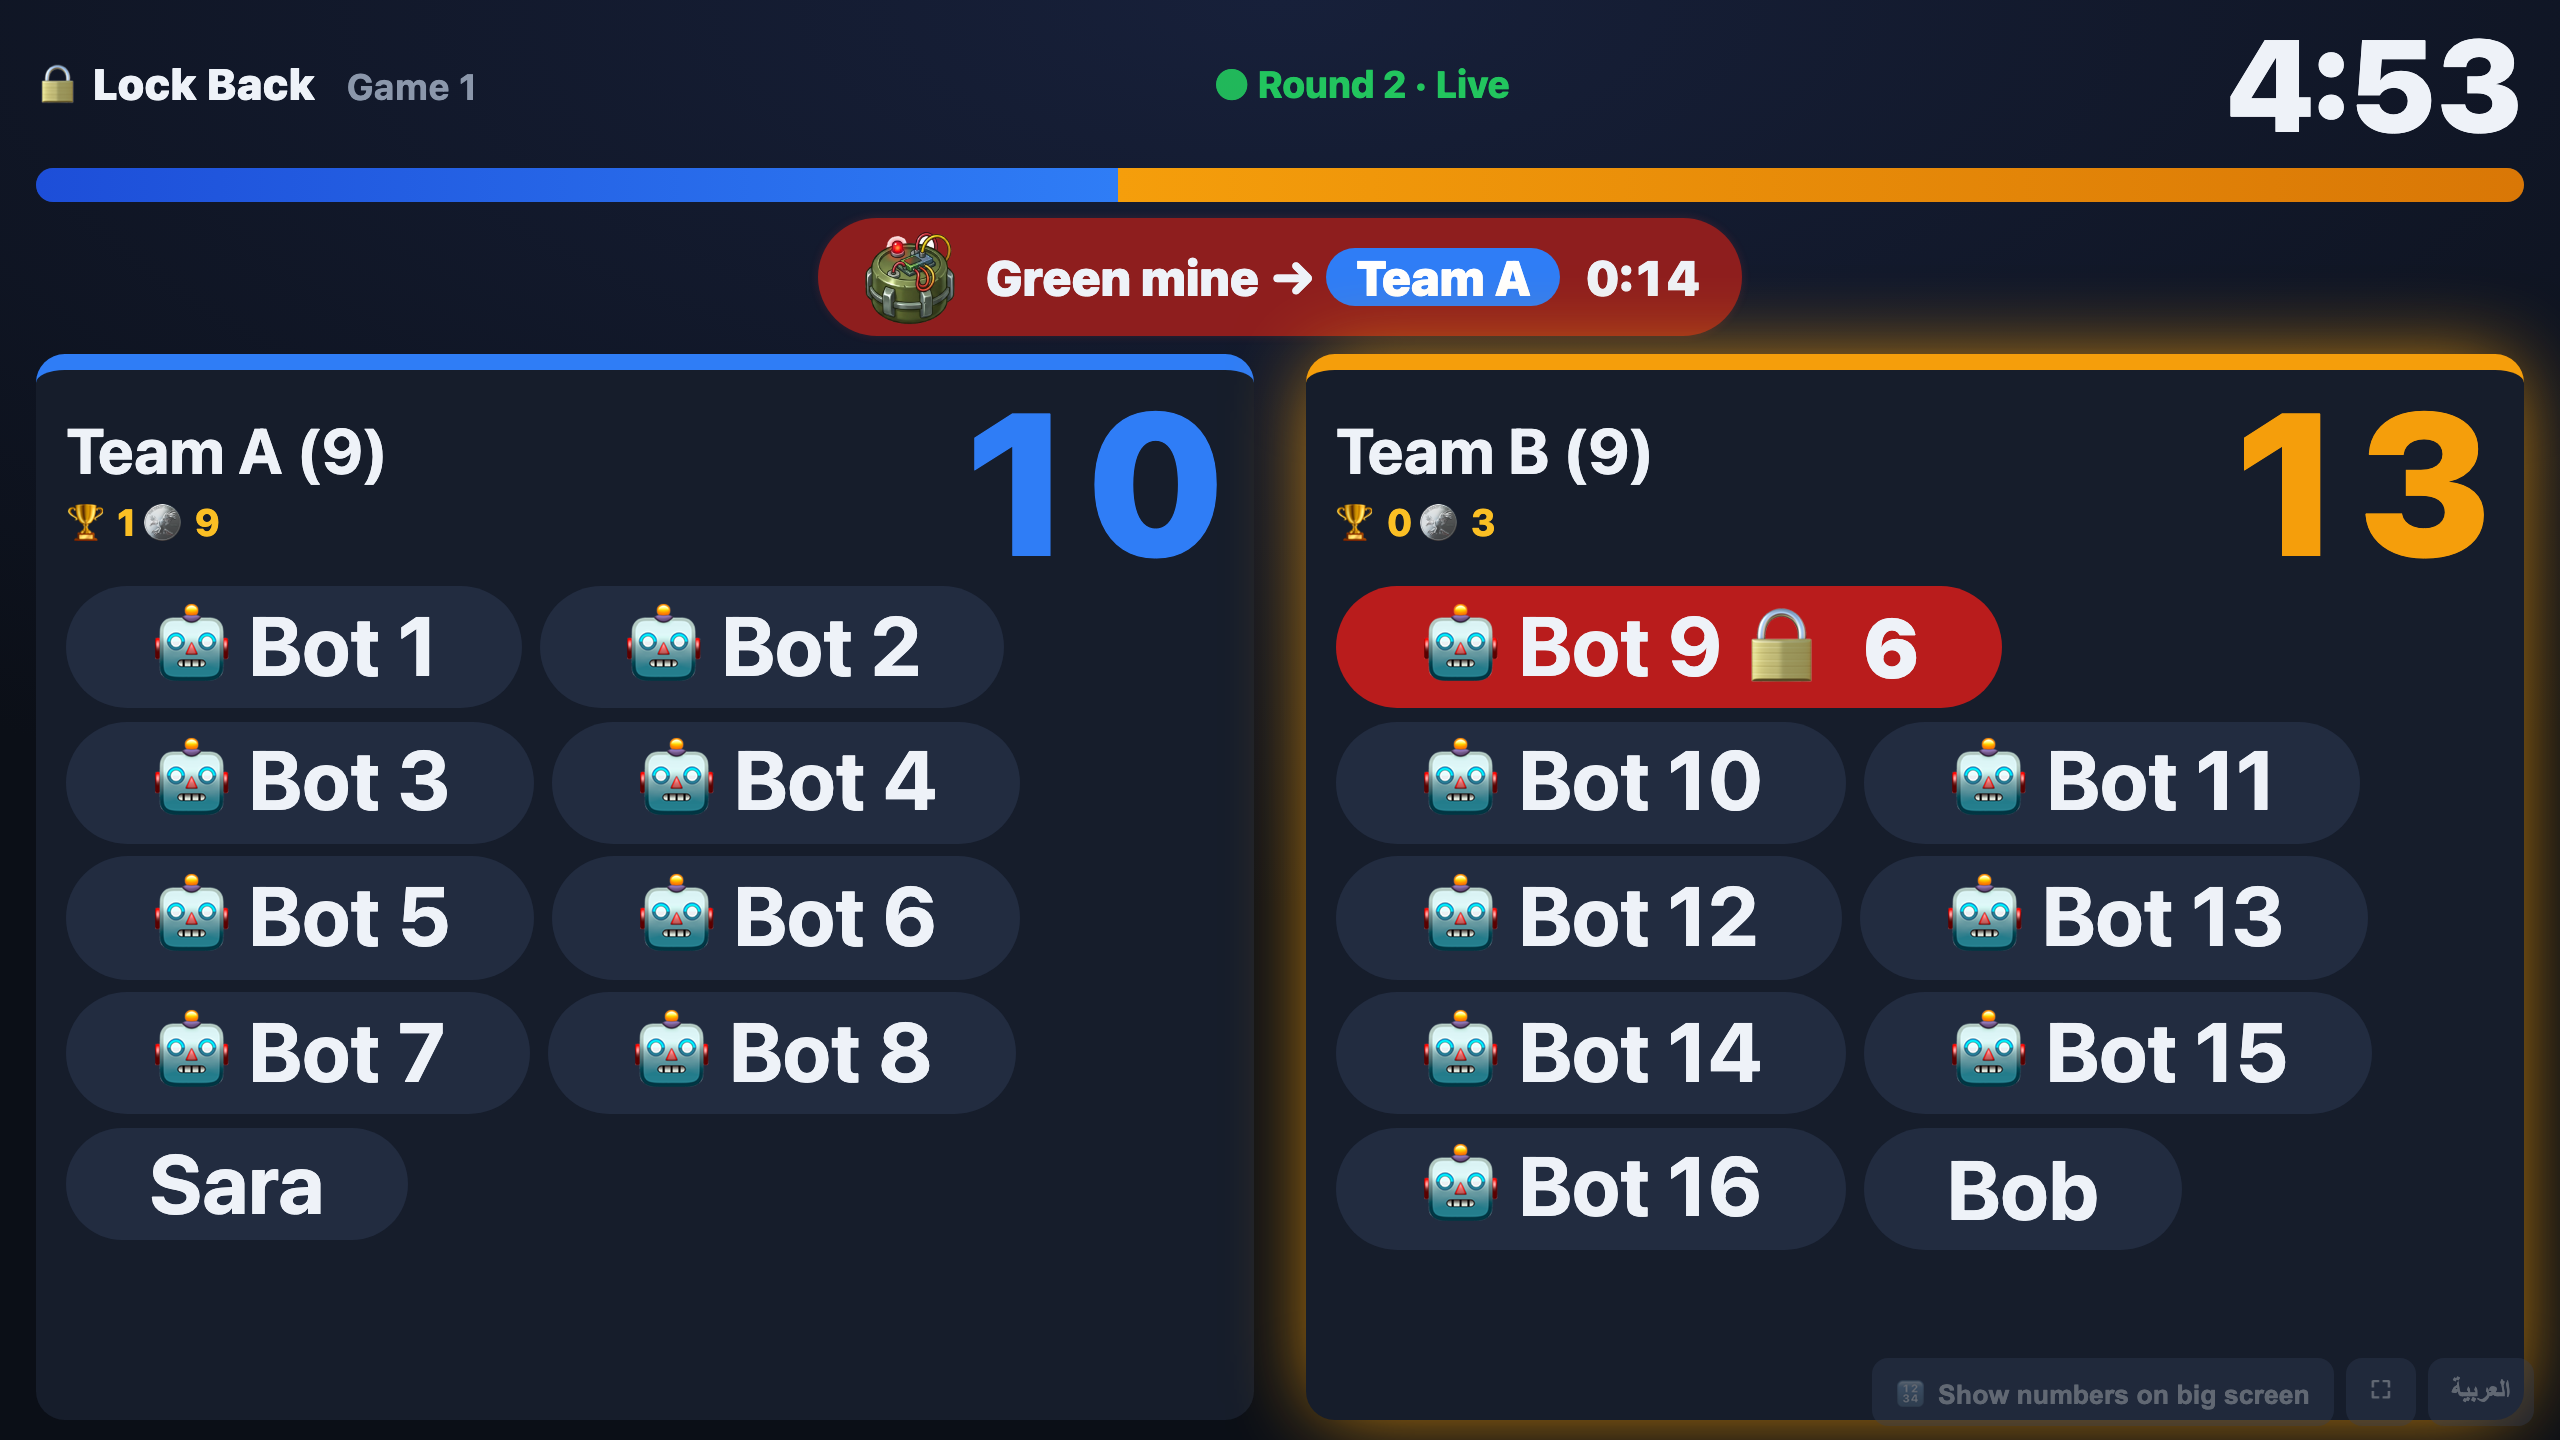 Lock Back Game 1
Round 2 · Live
4:53
Green mine → Team A 0:14
Team A (9)
1 9
10
Bot 1
Bot 2
Bot 3
Bot 4
Bot 5
Bot 6
Bot 7
Bot 8
Sara
Team B (9)
0 3
13
Bot 9 6
Bot 10
Bot 11
Bot 12
Bot 13
Bot 14
Bot 15
Bot 16
Bob
Show numbers on big screen
العربية